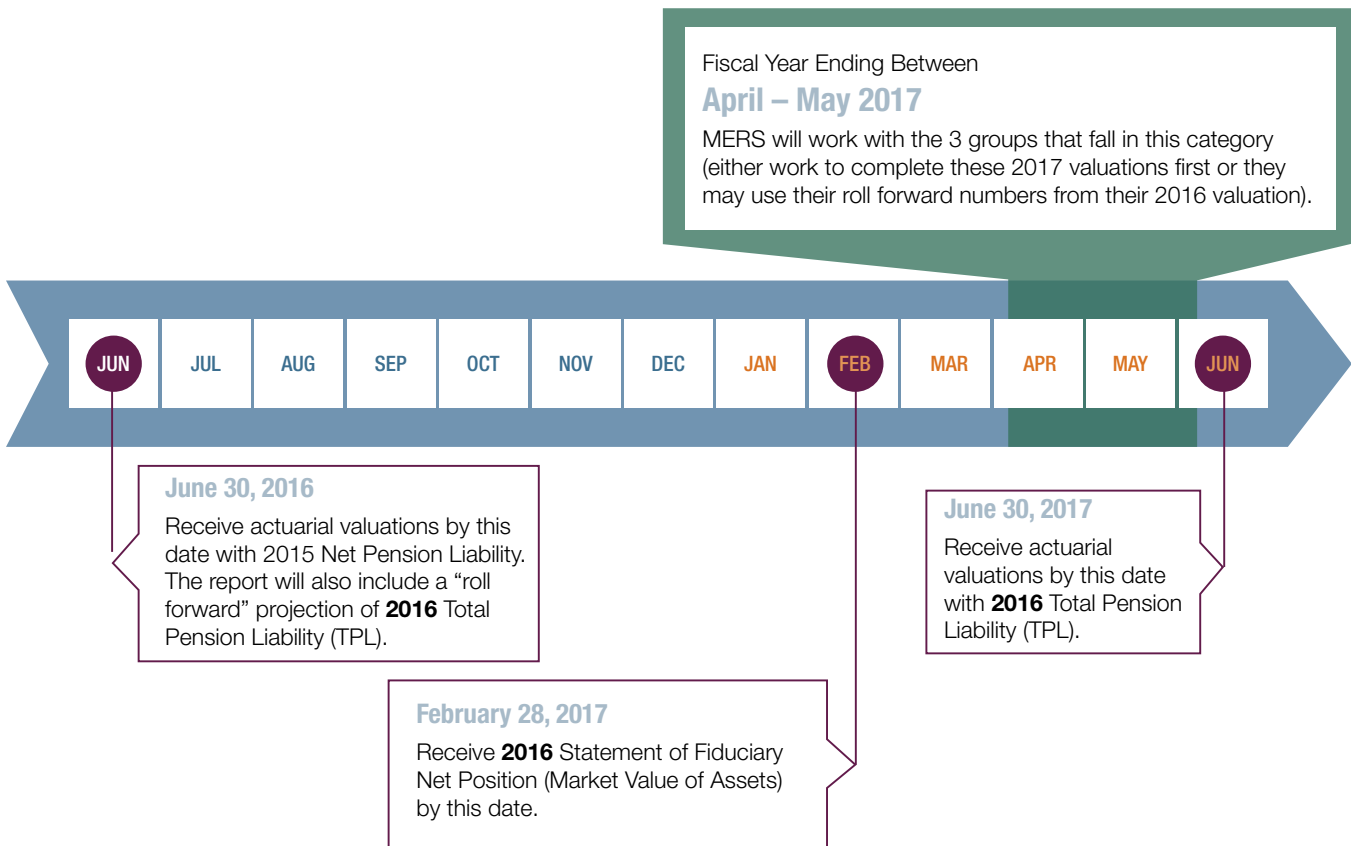 Fiscal Year Ending Between
April – May 2017
MERS will work with the 3 groups that fall in this category
(either work to complete these 2017 valuations first or they
may use their roll forward numbers from their 2016 valuation).
JUN JUL AUG SEP OCT NOV DEC JAN FEB MAR APR MAY JUN
June 30, 2016
Receive actuarial valuations by this
date with 2015 Net Pension Liability.
The report will also include a “roll
forward” projection of 2016 Total
Pension Liability (TPL).
February 28, 2017
Receive 2016 Statement of Fiduciary
Net Position (Market Value of Assets)
by this date.
June 30, 2017
Receive actuarial
valuations by this date
with 2016 Total Pension
Liability (TPL).